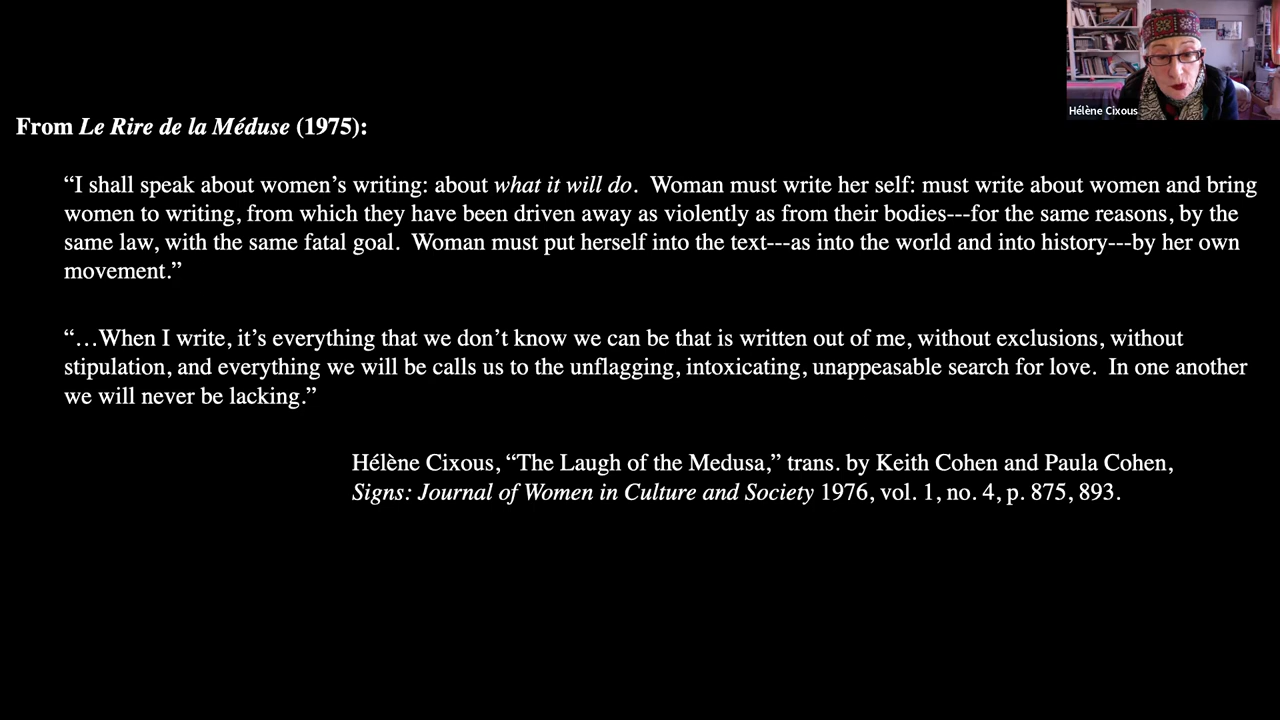 Hélène Cixous
From Le Rire de la Méduse (1975):
“I shall speak about women’s writing: about what it will do.  Woman must write her self: must write about women and bring
women to writing, from which they have been driven away as violently as from their bodies---for the same reasons, by the
same law, with the same fatal goal.  Woman must put herself into the text---as into the world and into history---by her own
movement.”
“…When I write, it’s everything that we don’t know we can be that is written out of me, without exclusions, without
stipulation, and everything we will be calls us to the unflagging, intoxicating, unappeasable search for love.  In one another
we will never be lacking.”
Hélène Cixous, “The Laugh of the Medusa,” trans. by Keith Cohen and Paula Cohen,
Signs: Journal of Women in Culture and Society 1976, vol. 1, no. 4, p. 875, 893.